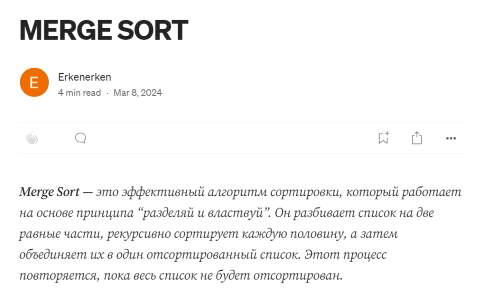 MERGE SORT
E
Erkenerken
4 min read · Mar 8, 2024
Merge Sort — это эффективный алгоритм сортировки, который работает
на основе принципа “разделяй и властвуй”. Он разбивает список на две
равные части, рекурсивно сортирует каждую половину, а затем
объединяет их в один отсортированный список. Этот процесс
повторяется, пока весь список не будет отсортирован.